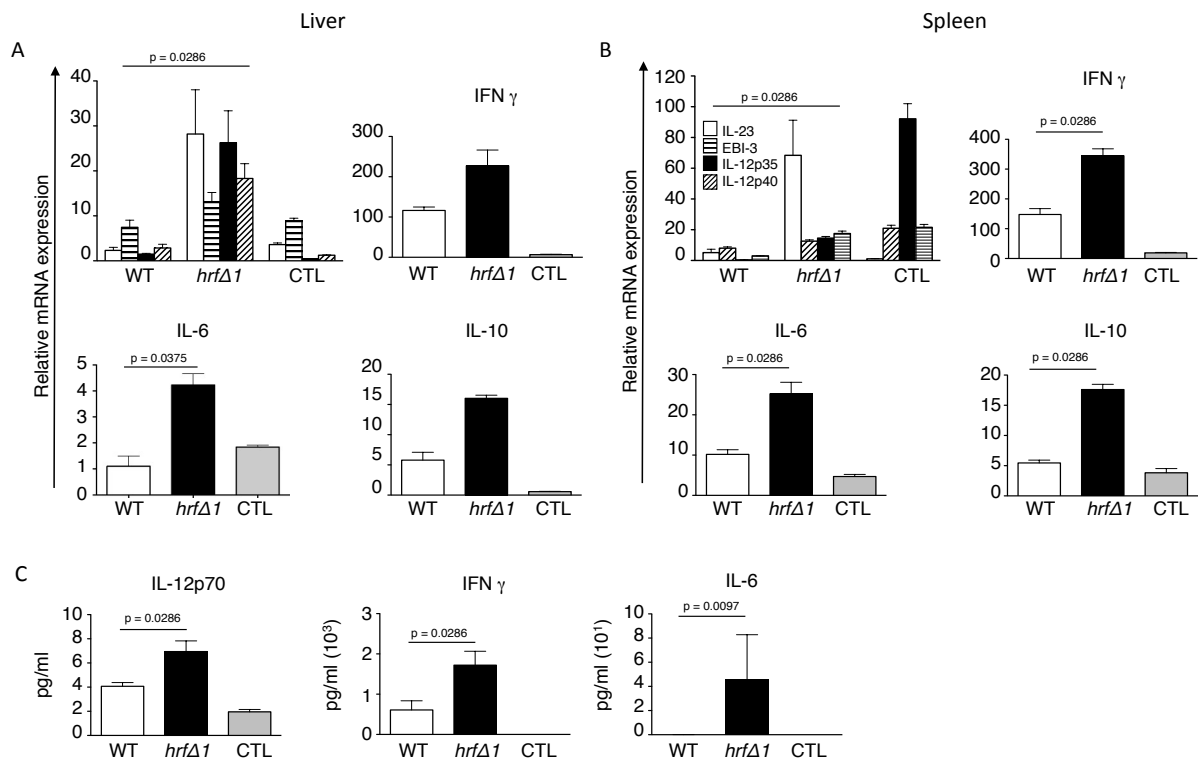 Liver
Spleen
A
Relative mRNA expression
p = 0.0286
40
30
20
10
0
WT hrfΔ1 CTL
IFN γ
300
200
100
0
WT hrfΔ1 CTL
IL-6
p = 0.0375
5
4
3
2
1
0
WT hrfΔ1 CTL
IL-10
15
10
5
0
WT hrfΔ1 CTL
B
Relative mRNA expression
p = 0.0286
120
100
80
60
40
20
0
IL-23
EBI-3
IL-12p35
IL-12p40
WT hrfΔ1 CTL
IFN γ
p = 0.0286
400
300
200
100
0
WT hrfΔ1 CTL
IL-6
p = 0.0286
30
20
10
0
WT hrfΔ1 CTL
IL-10
p = 0.0286
20
15
10
5
0
WT hrfΔ1 CTL
C
IL-12p70
pg/ml
p = 0.0286
10
8
6
4
2
0
WT hrfΔ1 CTL
IFN γ
pg/ml (10³)
p = 0.0286
3
2
1
0
WT hrfΔ1 CTL
IL-6
pg/ml (10¹)
p = 0.0097
10
8
6
4
2
0
WT hrfΔ1 CTL